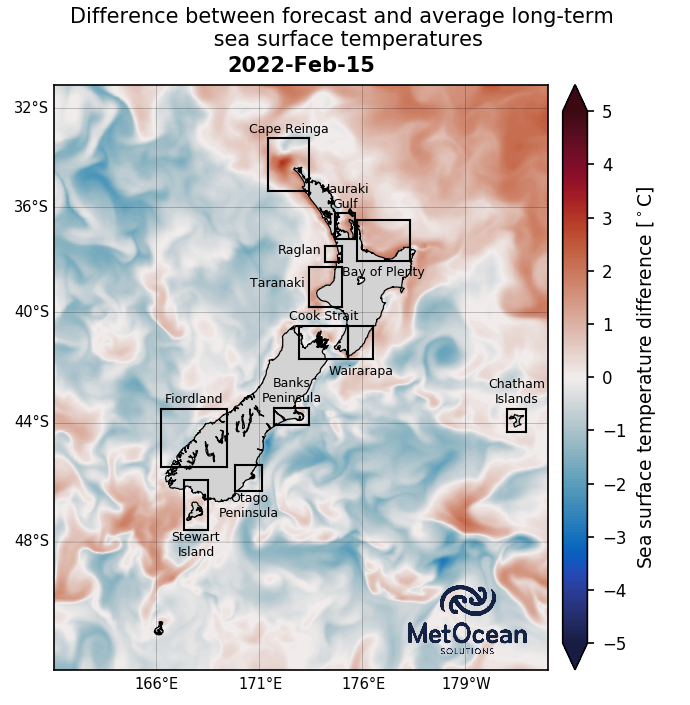 Difference between forecast and average long-term
sea surface temperatures
2022-Feb-15
32°S
36°S
40°S
44°S
48°S
Cape Reinga
Hauraki
Gulf
Raglan
Bay of Plenty
Taranaki
Cook Strait
Wairarapa
Banks
Peninsula
Chatham
Islands
Fiordland
Otago
Peninsula
Stewart
Island
MetOcean
SOLUTIONS
166°E
171°E
176°E
179°W
5
4
3
2
1
0
−1
−2
−3
−4
−5
Sea surface temperature difference [°C]